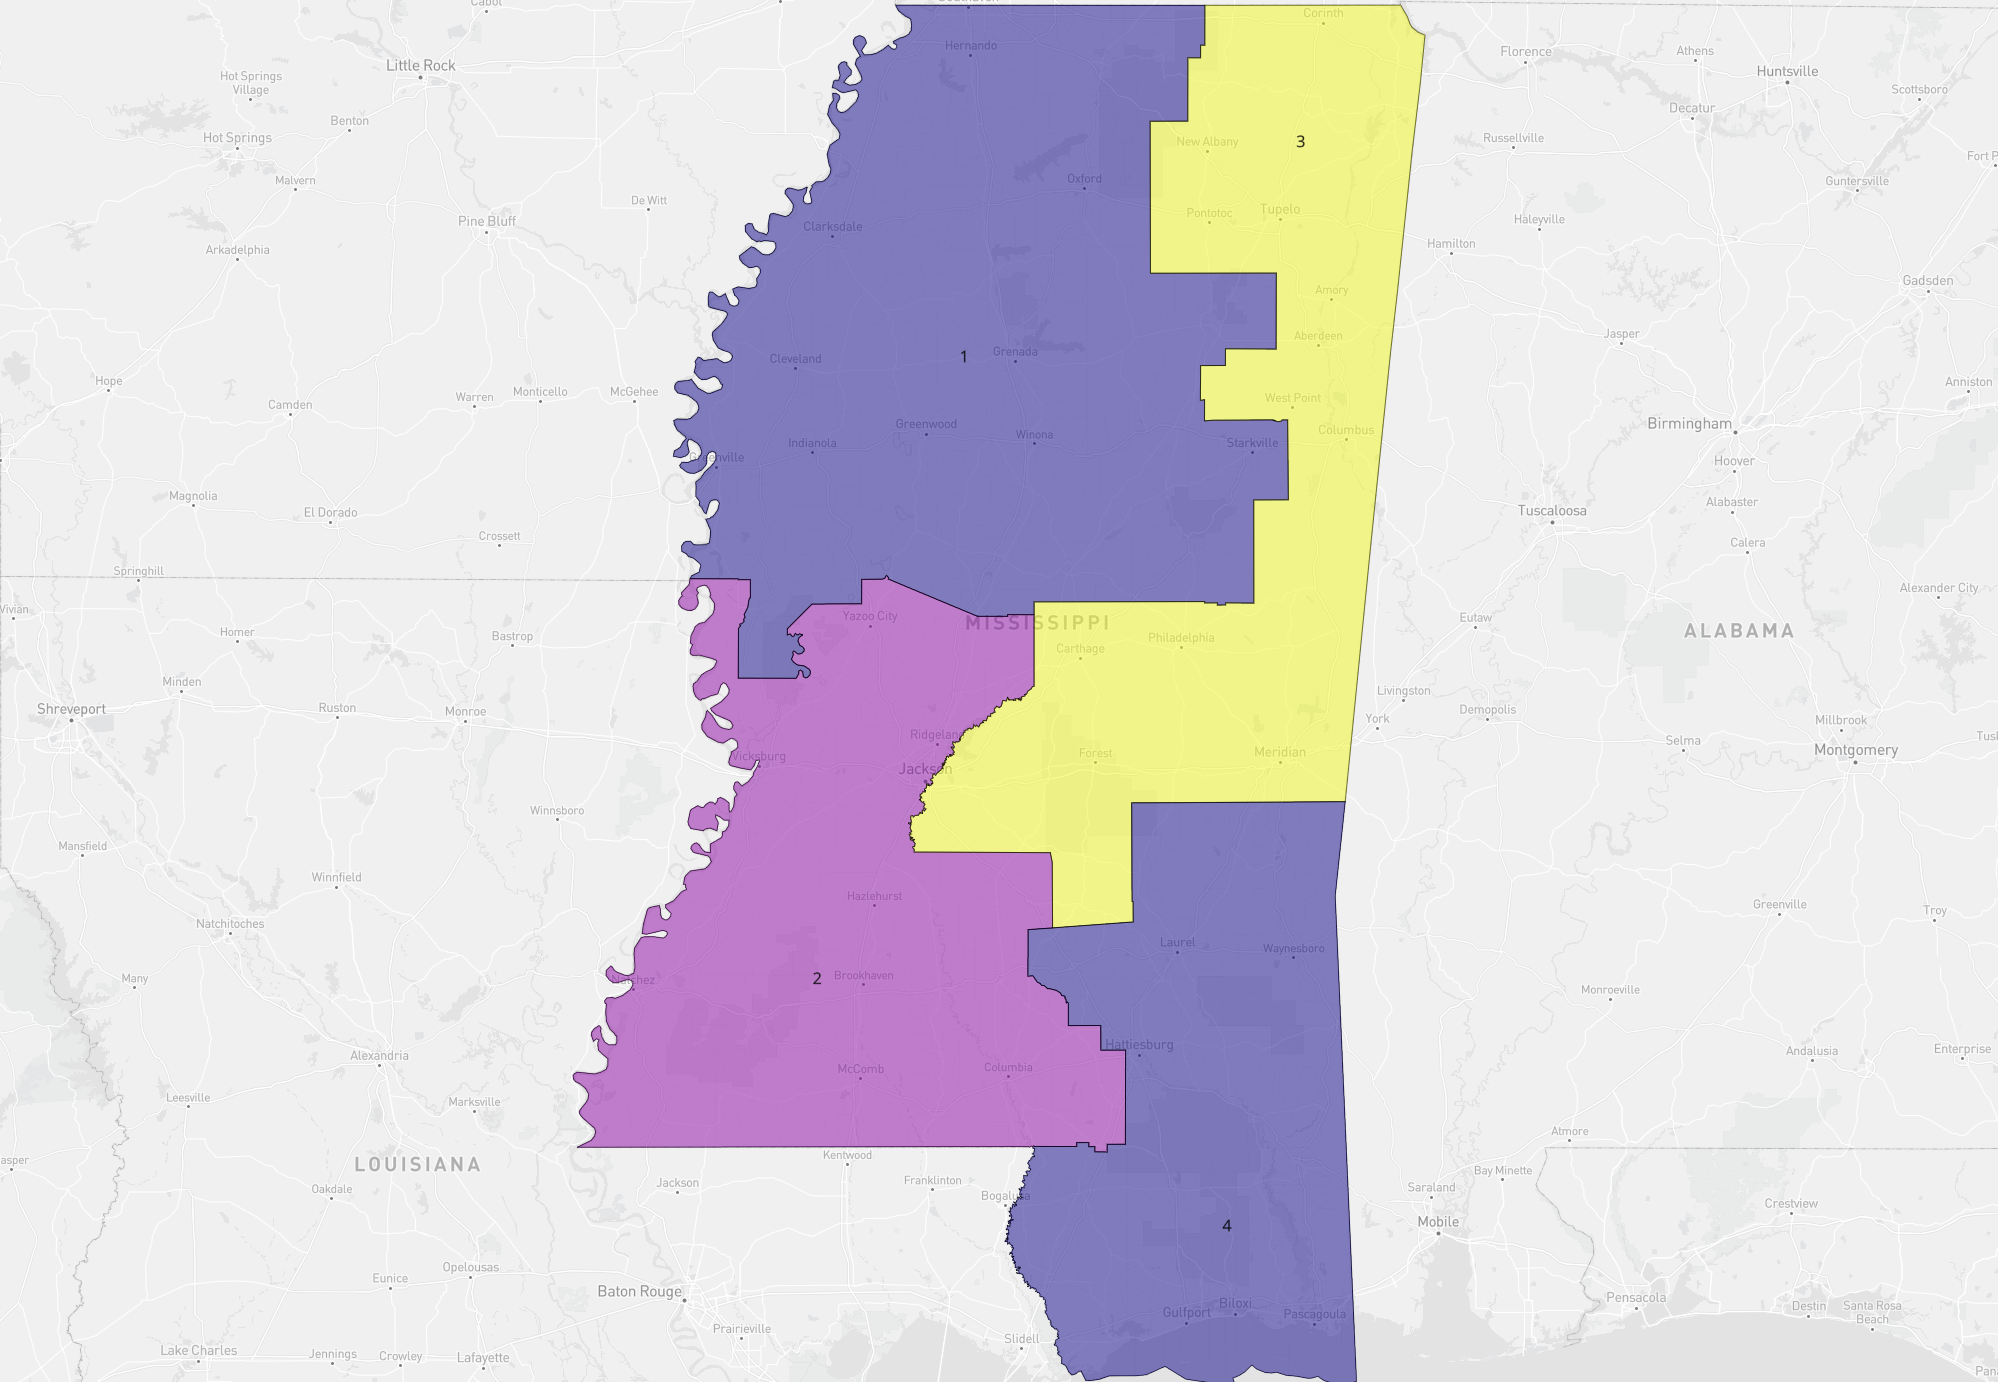 Cabot
Southaven
Corinth
Hernando
Little Rock
Florence
Athens
Huntsville
Hot Springs
Village
Scottsboro
Decatur
Benton
Hot Springs
New Albany
3
Russellville
Fort P
Malvern
Oxford
Guntersville
De Witt
Pine Bluff
Clarksdale
Pontotoc
Tupelo
Haleyville
Arkadelphia
Hamilton
Amory
Gadsden
Aberdeen
Jasper
Cleveland
1
Grenada
Hope
Camden
Warren
Monticello
McGehee
West Point
Anniston
Greenwood
Winona
Columbus
Birmingham
Indianola
Starkville
Greenville
Hoover
Magnolia
El Dorado
Alabaster
Tuscaloosa
Crossett
Calera
Springhill
Alexander City
Vivian
Yazoo City
MISSISSIPPI
Eutaw
ALABAMA
Homer
Bastrop
Philadelphia
Carthage
Minden
Livingston
Shreveport
Ruston
Monroe
York
Demopolis
Millbrook
Ridgeland
Selma
Montgomery
Tusk
Vicksburg
Jackson
Forest
Meridian
Winnsboro
Mansfield
Winnfield
Hazlehurst
Greenville
Troy
Natchitoches
Laurel
Waynesboro
Many
Natchez
2
Brookhaven
Monroeville
Hattiesburg
Alexandria
Andalusia
Enterprise
McComb
Columbia
Leesville
Marksville
Atmore
asper
LOUISIANA
Kentwood
Bay Minette
Oakdale
Jackson
Franklinton
Bogalusa
Saraland
Crestview
4
Mobile
Eunice
Opelousas
Baton Rouge
Gulfport
Biloxi
Pascagoula
Pensacola
Destin
Santa Rosa
Beach
Prairieville
Slidell
Lake Charles
Jennings
Crowley
Lafayette
Pan